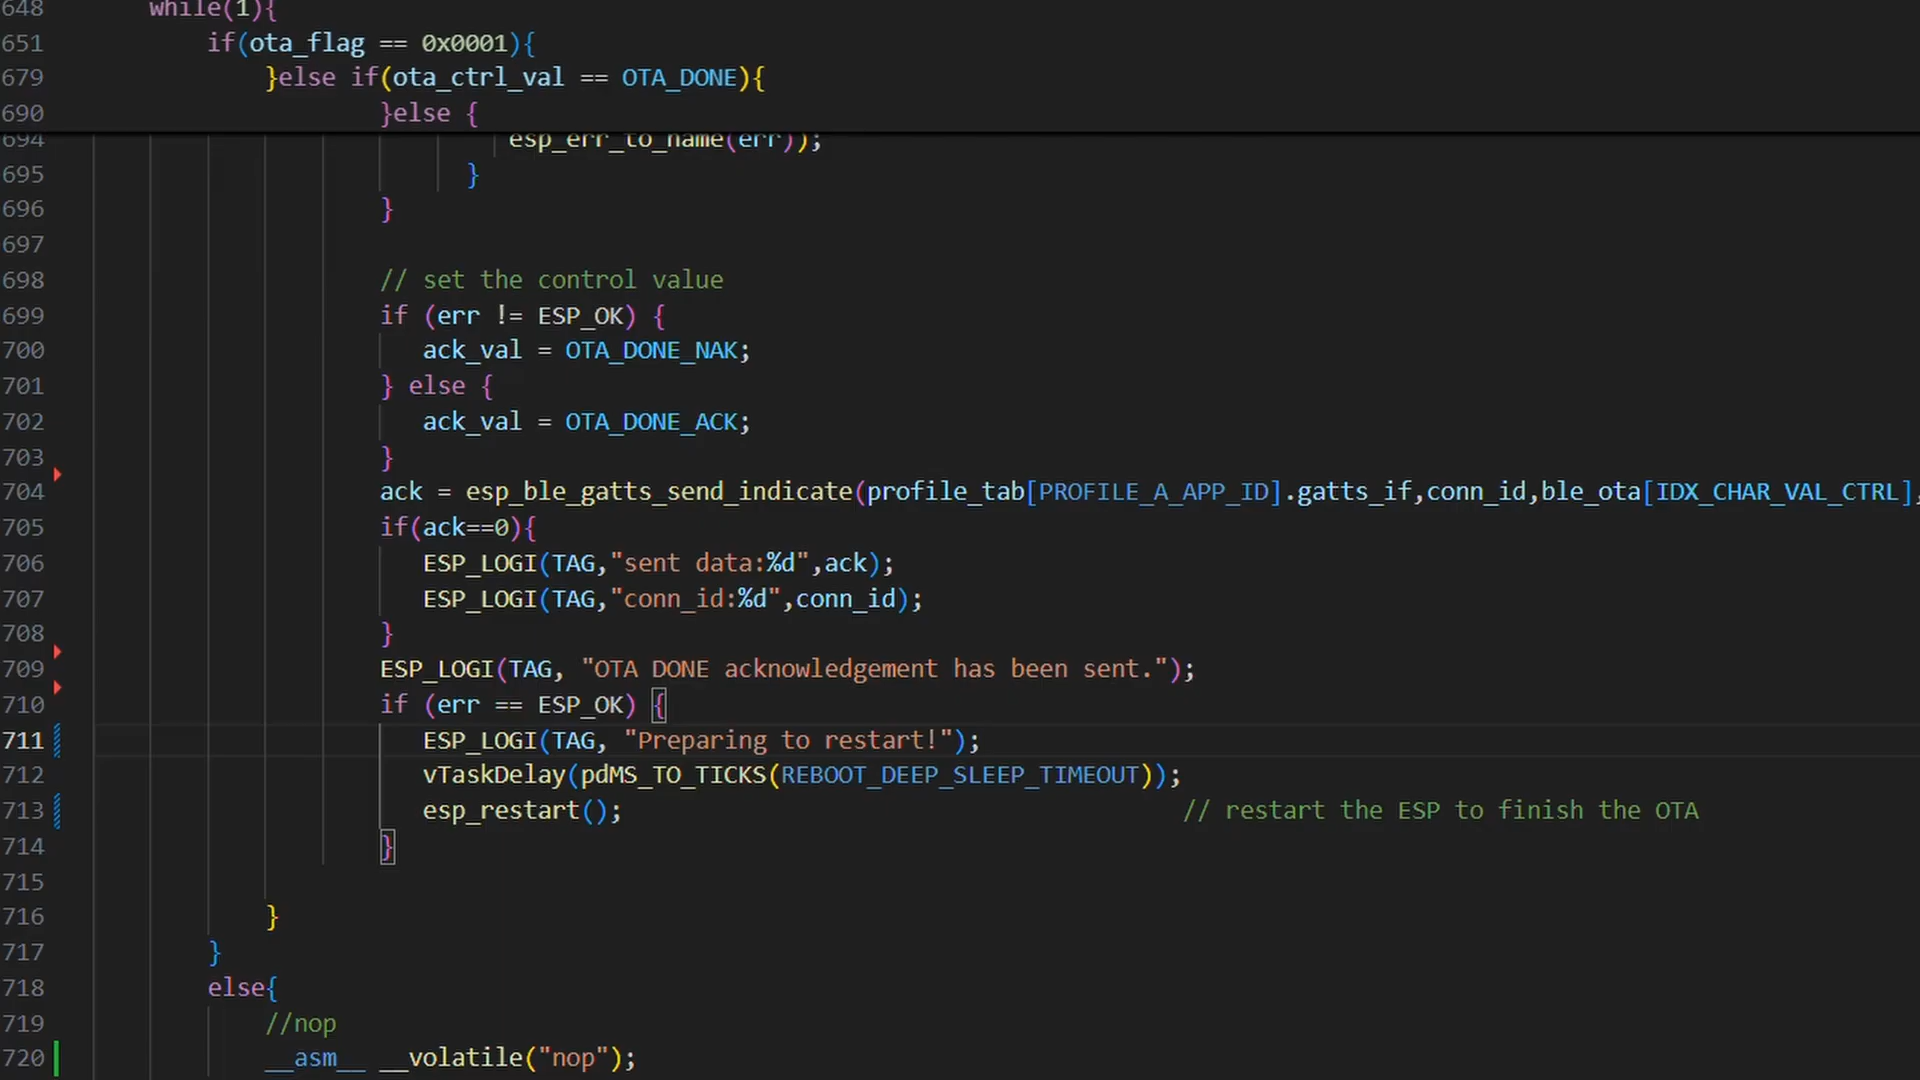 648 while(1){
651 if(ota_flag == 0x0001){
679 }else if(ota_ctrl_val == OTA_DONE){
690 }else {
694 esp_err_to_name(err));
695 }
696 }
697
698 // set the control value
699 if (err != ESP_OK) {
700 ack_val = OTA_DONE_NAK;
701 } else {
702 ack_val = OTA_DONE_ACK;
703 }
704 ack = esp_ble_gatts_send_indicate(profile_tab[PROFILE_A_APP_ID].gatts_if,conn_id,ble_ota[IDX_CHAR_VAL_CTRL],
705 if(ack==0){
706 ESP_LOGI(TAG,"sent data:%d",ack);
707 ESP_LOGI(TAG,"conn_id:%d",conn_id);
708 }
709 ESP_LOGI(TAG, "OTA DONE acknowledgement has been sent.");
710 if (err == ESP_OK) {
711 ESP_LOGI(TAG, "Preparing to restart!");
712 vTaskDelay(pdMS_TO_TICKS(REBOOT_DEEP_SLEEP_TIMEOUT));
713 esp_restart(); // restart the ESP to finish the OTA
714 }
715
716 }
717 }
718 else{
719 //nop
720 __asm__ __volatile("nop");